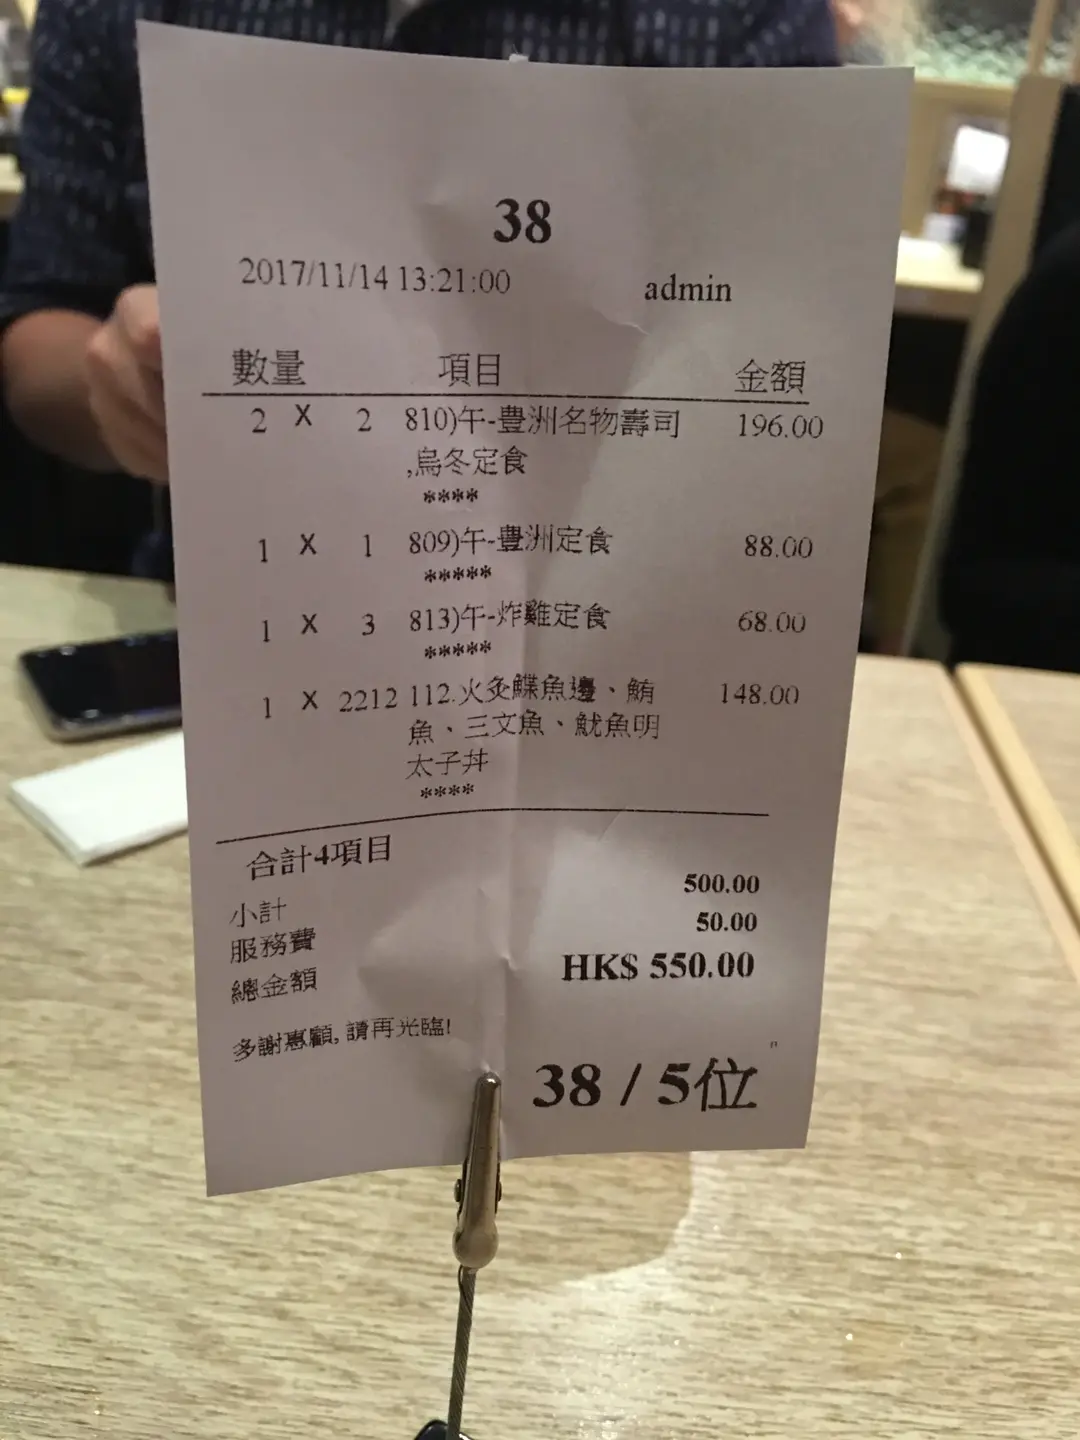 38
2017/11/14 13:21:00 admin
數量 項目 金額
2 X 2 810)午-豊洲名物壽司 196.00
,烏冬定食
****
1 X 1 809)午-豊洲定食 88.00
*****
1 X 3 813)午-炸雞定食 68.00
*****
1 X 2212 112.火灸鰈魚邊、鮪 148.00
魚、三文魚、魷魚明
太子丼
****
合計4項目
小計 500.00
服務費 50.00
總金額 HK$ 550.00
多謝惠顧, 請再光臨!
38 / 5位